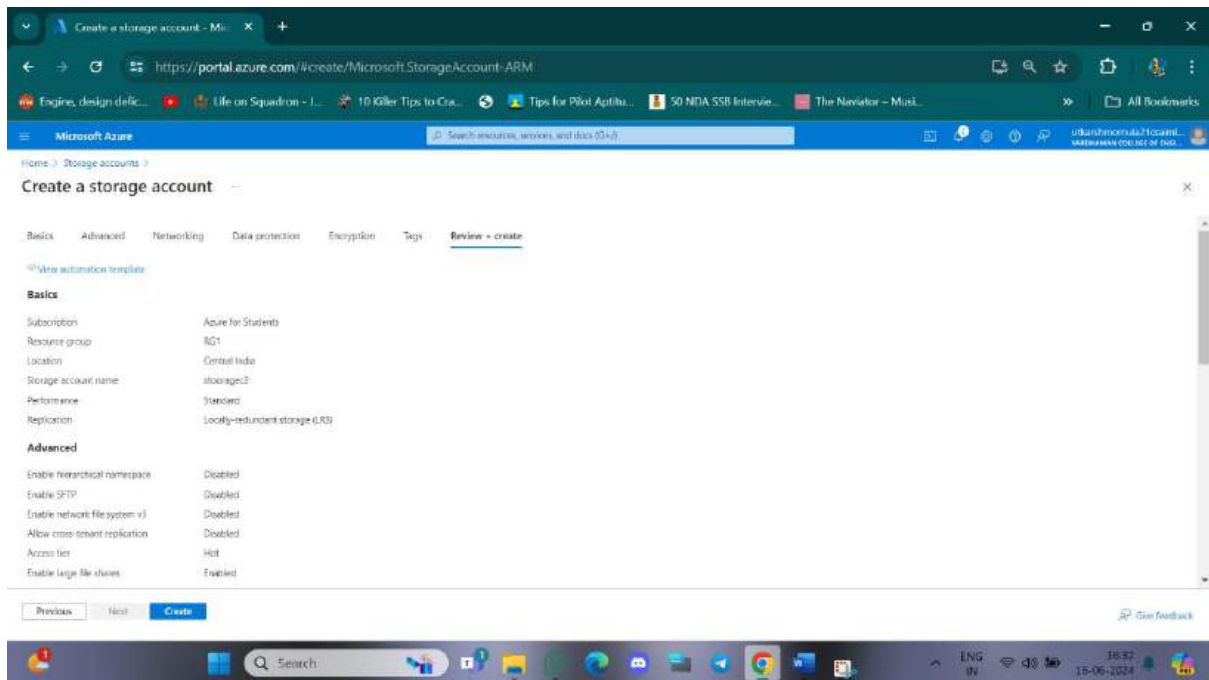 Create a storage account - Mic
https://portal.azure.com/#create/Microsoft.StorageAccount-ARM
Engine, design defic... Life on Squadron - I... 10 Killer Tips to Cra... Tips for Pilot Aptitu... 50 NDA SSB Intervie... The Naviator – Musi... » All Bookmarks
Microsoft Azure Search resources, services, and docs (G+/)
Home > Storage accounts >
Create a storage account ...
Basics Advanced Networking Data protection Encryption Tags Review + create
View automation template
Basics
Subscription Azure for Students
Resource group RG1
Location Central India
Storage account name
Performance Standard
Replication Locally-redundant storage (LRS)
Advanced
Enable hierarchical namespace Disabled
Enable SFTP Disabled
Enable network file system v3 Disabled
Allow cross-tenant replication Disabled
Access tier Hot
Enable large file shares Enabled
Previous Next Create Give feedback
Search ENG 16:32
IN 16-06-2024